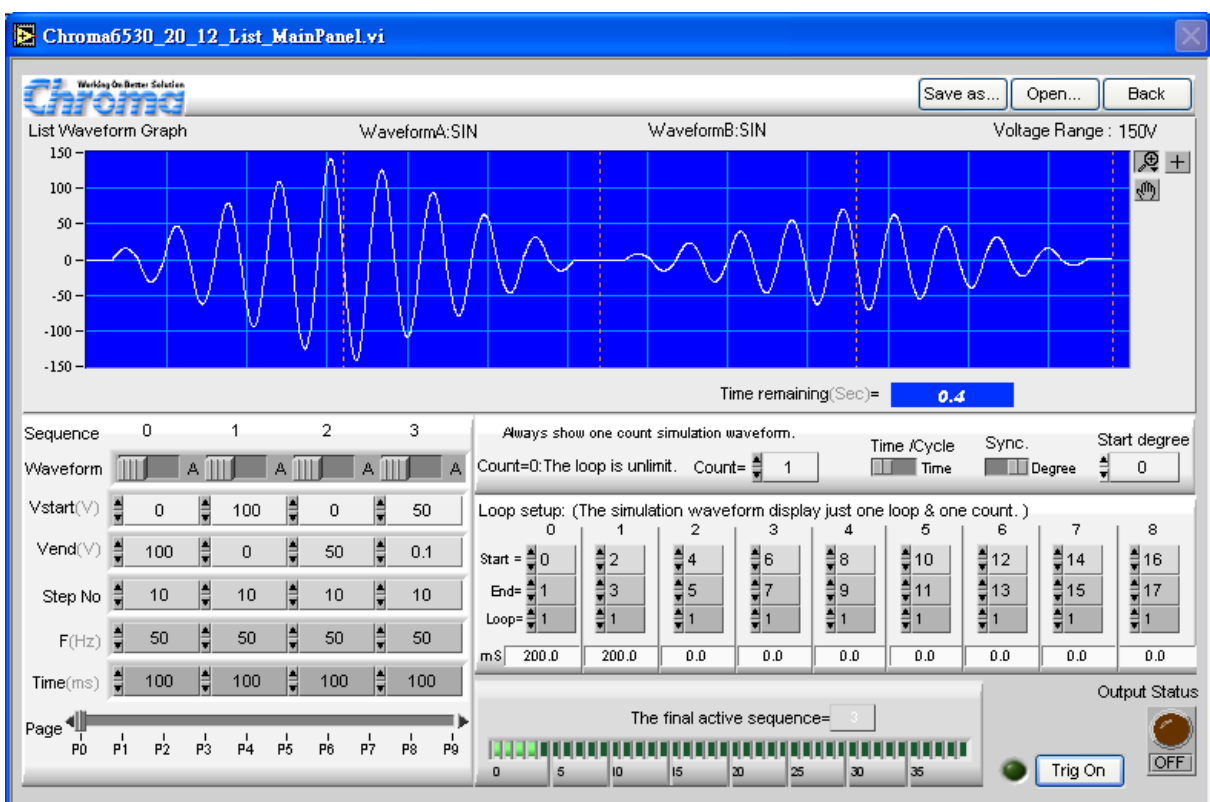 Chroma6530_20_12_List_MainPanel.vi
Working On Better Solution
Chroma
Save as... Open... Back
List Waveform Graph WaveformA:SIN WaveformB:SIN Voltage Range : 150V
150
100
50
0
-50
-100
-150
Time remaining(Sec)= 0.4
Sequence 0 1 2 3
Waveform A A A A
Vstart(V) 0 100 0 50
Vend(V) 100 0 50 0.1
Step No 10 10 10 10
F(Hz) 50 50 50 50
Time(ms) 100 100 100 100
Page
P0 P1 P2 P3 P4 P5 P6 P7 P8 P9
Always show one count simulation waveform.
Count=0:The loop is unlimit. Count= 1
Time /Cycle
Time
Sync.
Degree
Start degree
0
Loop setup: (The simulation waveform display just one loop & one count. )
0 1 2 3 4 5 6 7 8
Start = 0 2 4 6 8 10 12 14 16
End= 1 3 5 7 9 11 13 15 17
Loop= 1 1 1 1 1 1 1 1 1
mS 200.0 200.0 0.0 0.0 0.0 0.0 0.0 0.0 0.0
The final active sequence= 3
0 5 10 15 20 25 30 35
Output Status
OFF
Trig On